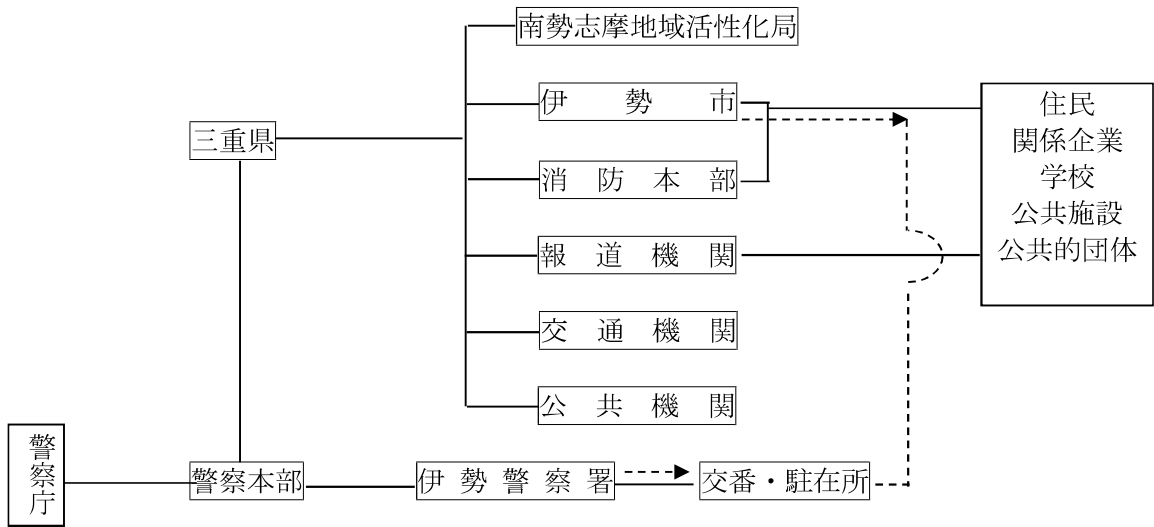 南勢志摩地域活性化局
伊勢市
三重県
消防本部
報道機関
交通機関
公共機関
住民
関係企業
学校
公共施設
公共的団体
警察庁
警察本部
伊勢警察署
交番・駐在所